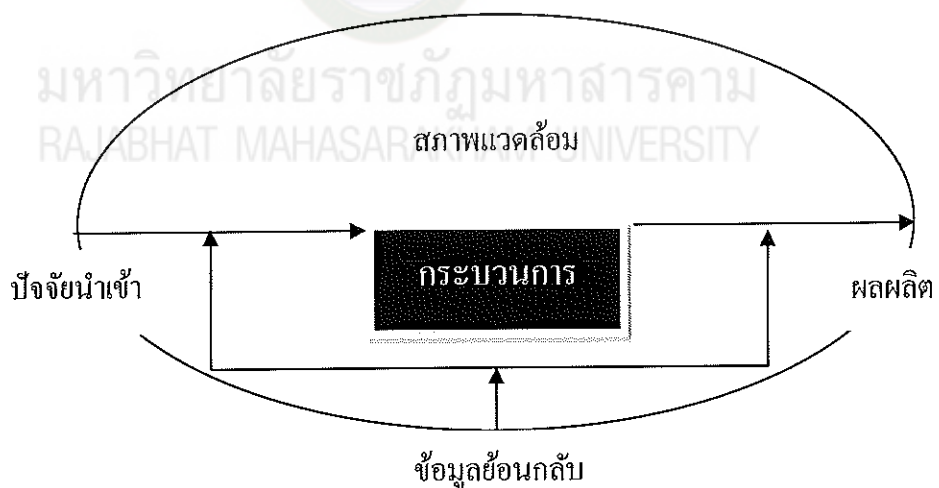 มหาวิทยาลัยราชภัฏมหาสารคาม
RAJABHAT MAHASARAKHAM UNIVERSITY
สภาพแวดล้อม
กระบวนการ
ปัจจัยนำเข้า
ผลผลิต
ข้อมูลย้อนกลับ